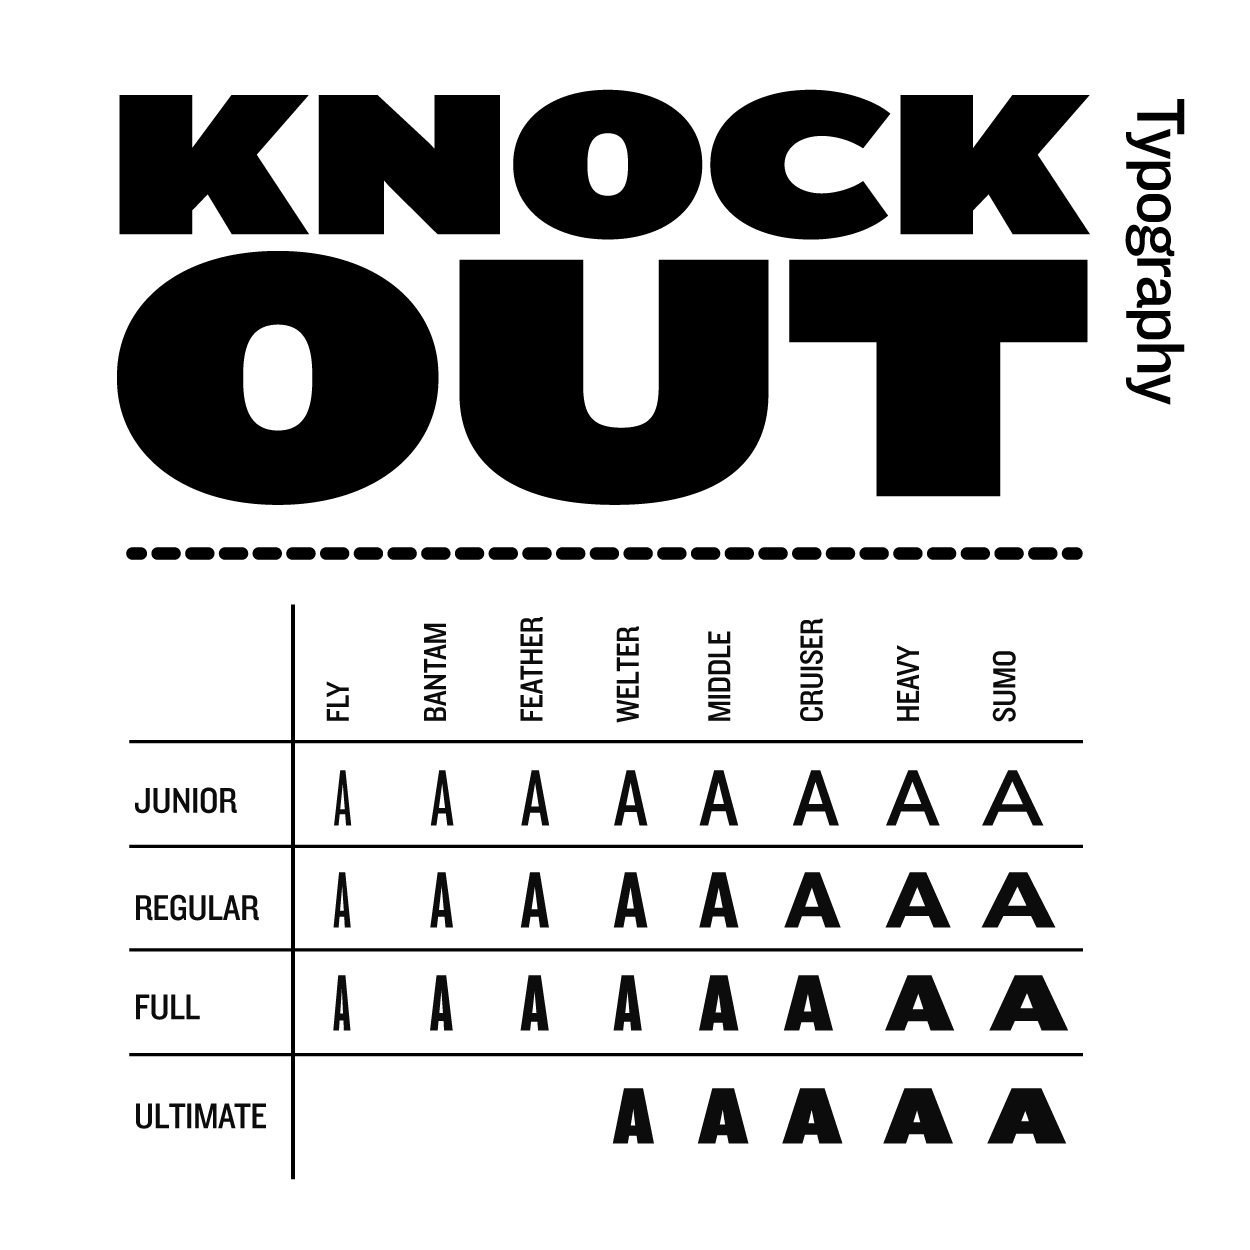 KNOCK
OUT
Typography
FLY BANTAM FEATHER WELTER MIDDLE CRUISER HEAVY SUMO
JUNIOR A A A A A A A A
REGULAR A A A A A A A A
FULL A A A A A A A A
ULTIMATE A A A A A